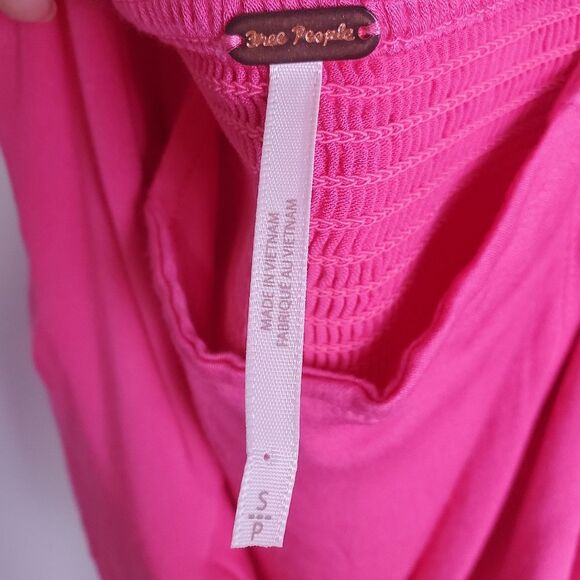 Free People
MADE IN VIETNAM
FABRIQUÉ AU VIETNAM
S
P